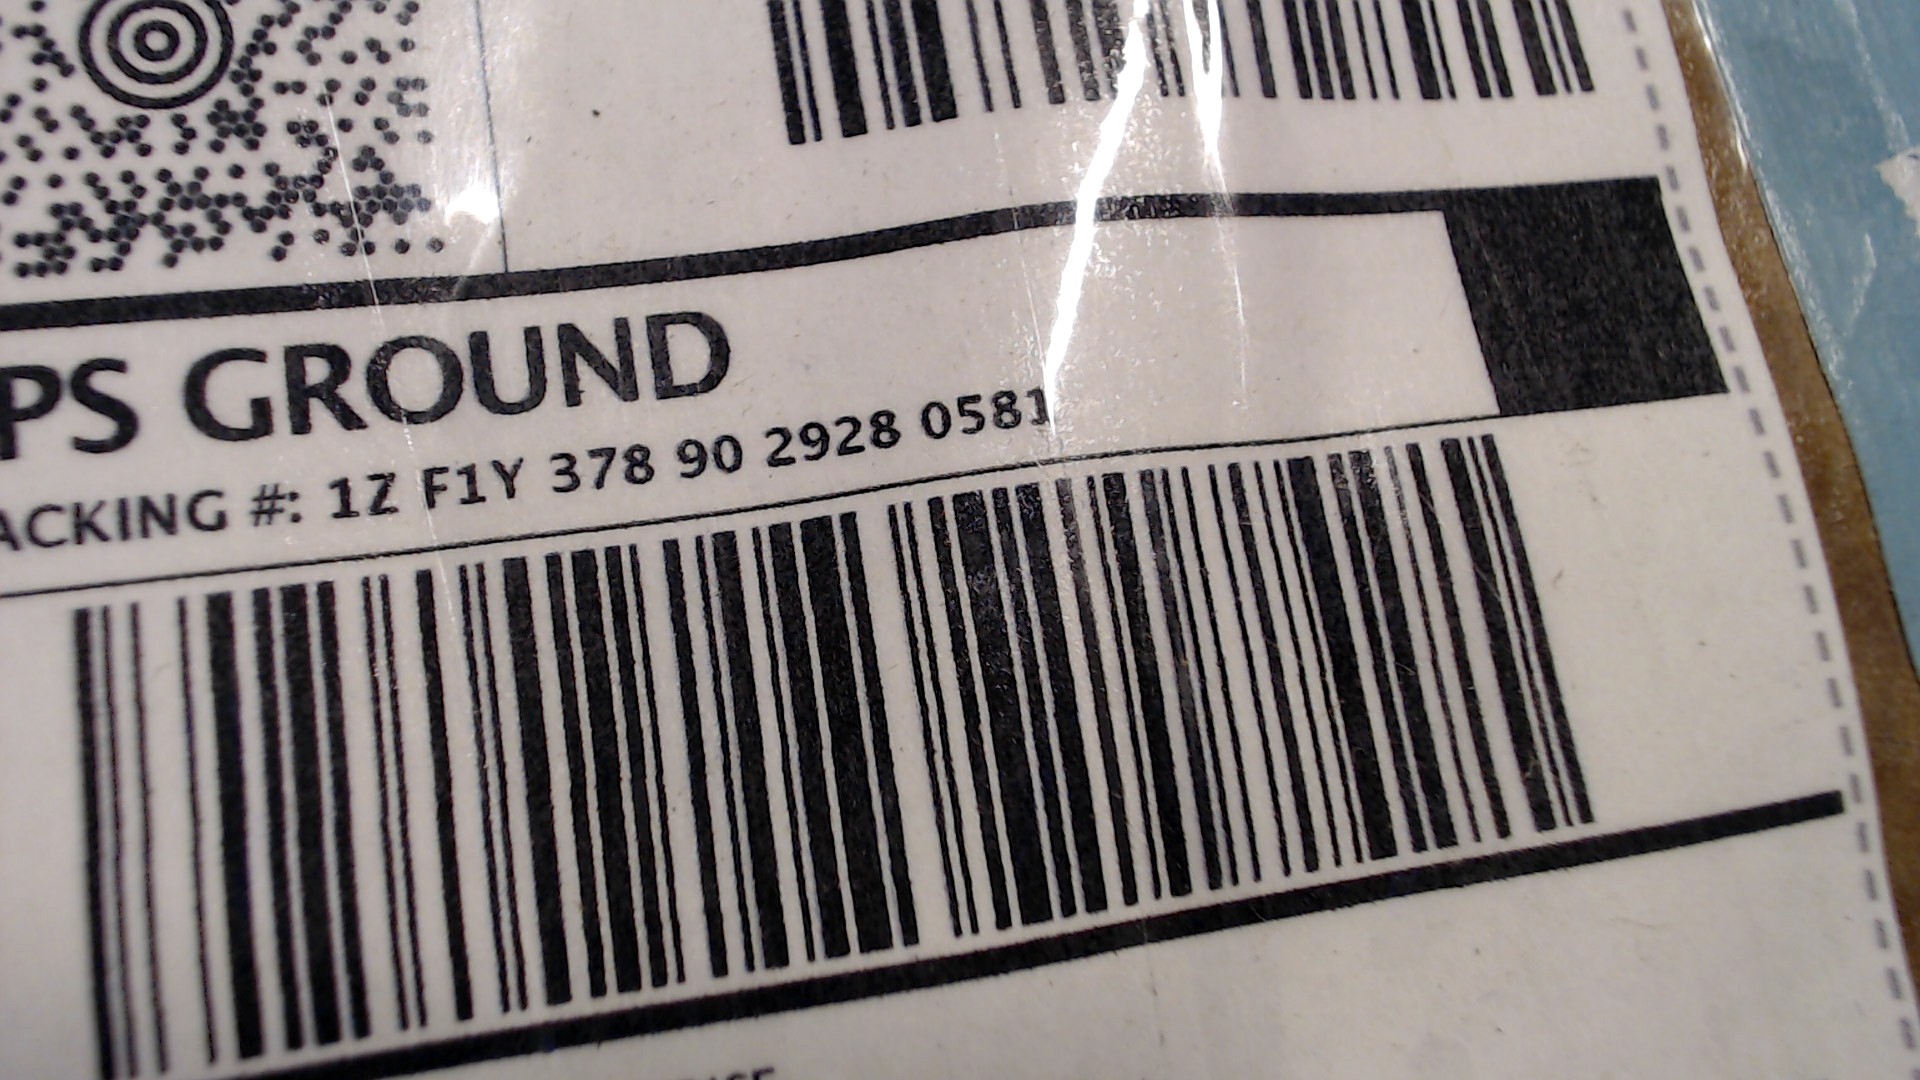 PS GROUND
ACKING #: 1Z F1Y 378 90 2928 0581